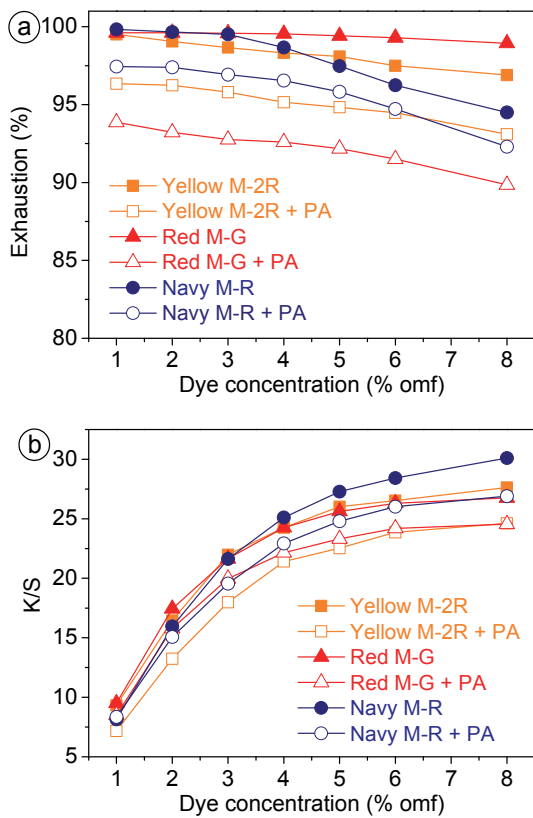 a
100
95
90
85
80
Exhaustion (%)
Yellow M-2R
Yellow M-2R + PA
Red M-G
Red M-G + PA
Navy M-R
Navy M-R + PA
1 2 3 4 5 6 7 8
Dye concentration (% omf)
b
30
25
20
15
10
5
K/S
Yellow M-2R
Yellow M-2R + PA
Red M-G
Red M-G + PA
Navy M-R
Navy M-R + PA
1 2 3 4 5 6 7 8
Dye concentration (% omf)